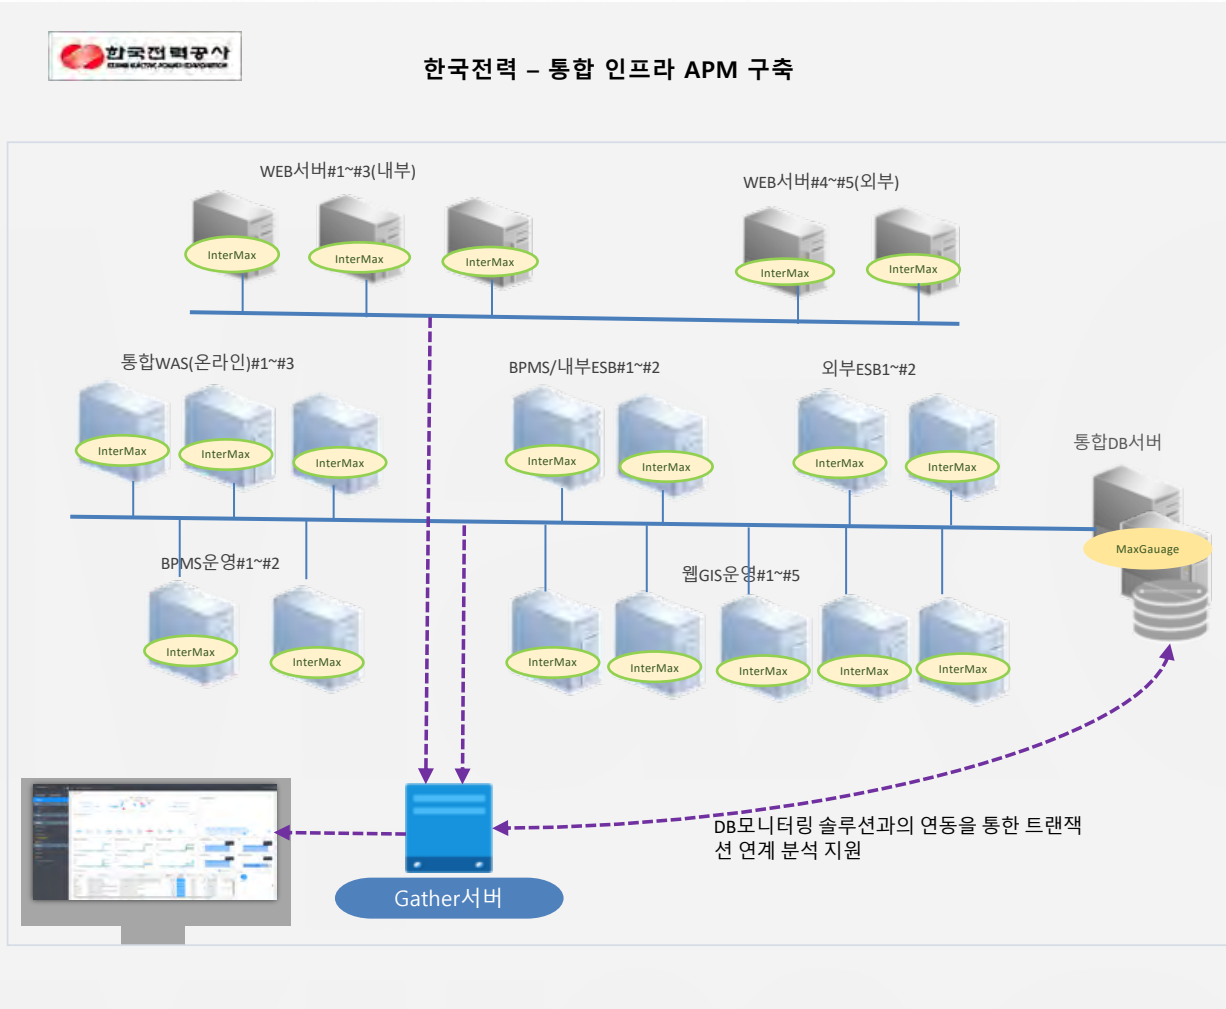 한국전력공사
한국전력 – 통합 인프라 APM 구축
WEB서버#1~#3(내부)
WEB서버#4~#5(외부)
InterMax
InterMax
InterMax
InterMax
InterMax
통합WAS(온라인)#1~#3
BPMS/내부ESB#1~#2
외부ESB1~#2
통합DB서버
InterMax
InterMax
InterMax
InterMax
InterMax
InterMax
InterMax
MaxGauage
BPMS운영#1~#2
웹GIS운영#1~#5
InterMax
InterMax
InterMax
InterMax
InterMax
InterMax
InterMax
DB모니터링 솔루션과의 연동을 통한 트랜잭
션 연계 분석 지원
Gather서버